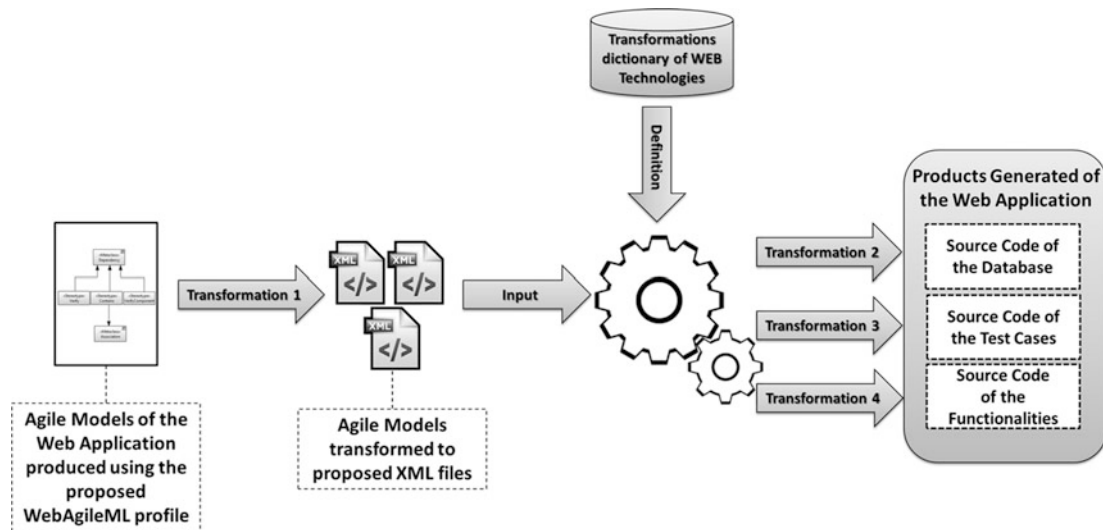 Transformations
dictionary of WEB
Technologies
Definition
Products Generated of
the Web Application
Transformation 2
Source Code of
the Database
Transformation 1
XML
XML
XML
</>
</>
</>
Input
Transformation 3
Source Code of
the Test Cases
Transformation 4
Source Code
of the
Functionalities
Agile Models of the
Web Application
produced using the
proposed
WebAgileML profile
Agile Models
transformed to
proposed XML files